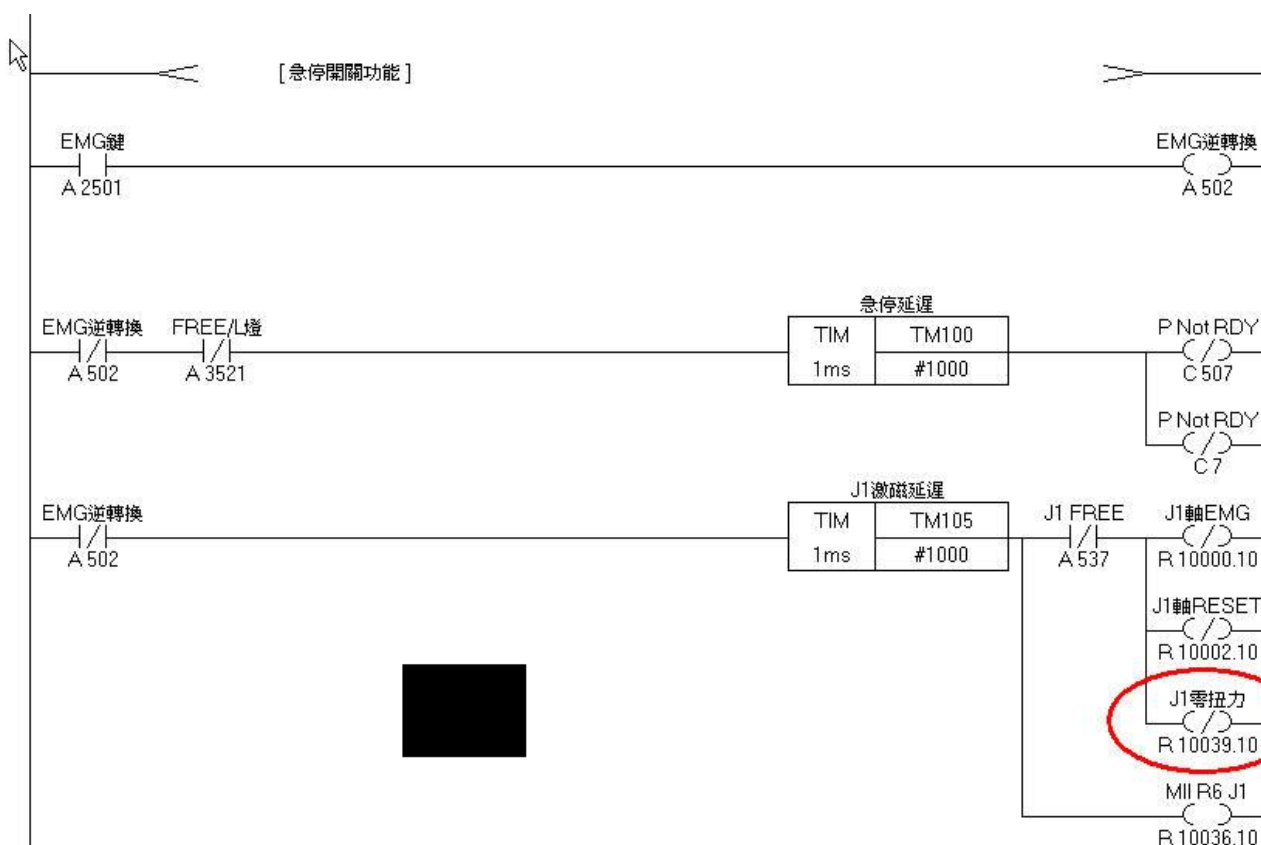 [ 急停開關功能 ]
EMG鍵 EMG逆轉換
A 2501 A 502
急停延遲
EMG逆轉換 FREE/L燈 TIM TM100 P Not RDY
A 502 A 3521 1ms #1000 C 507
P Not RDY
C 7
J1激磁延遲
EMG逆轉換 TIM TM105 J1 FREE J1軸EMG
A 502 1ms #1000 A 537 R 10000.10
J1軸RESET
R 10002.10
J1零扭力
R 10039.10
MII R6 J1
R 10036.10